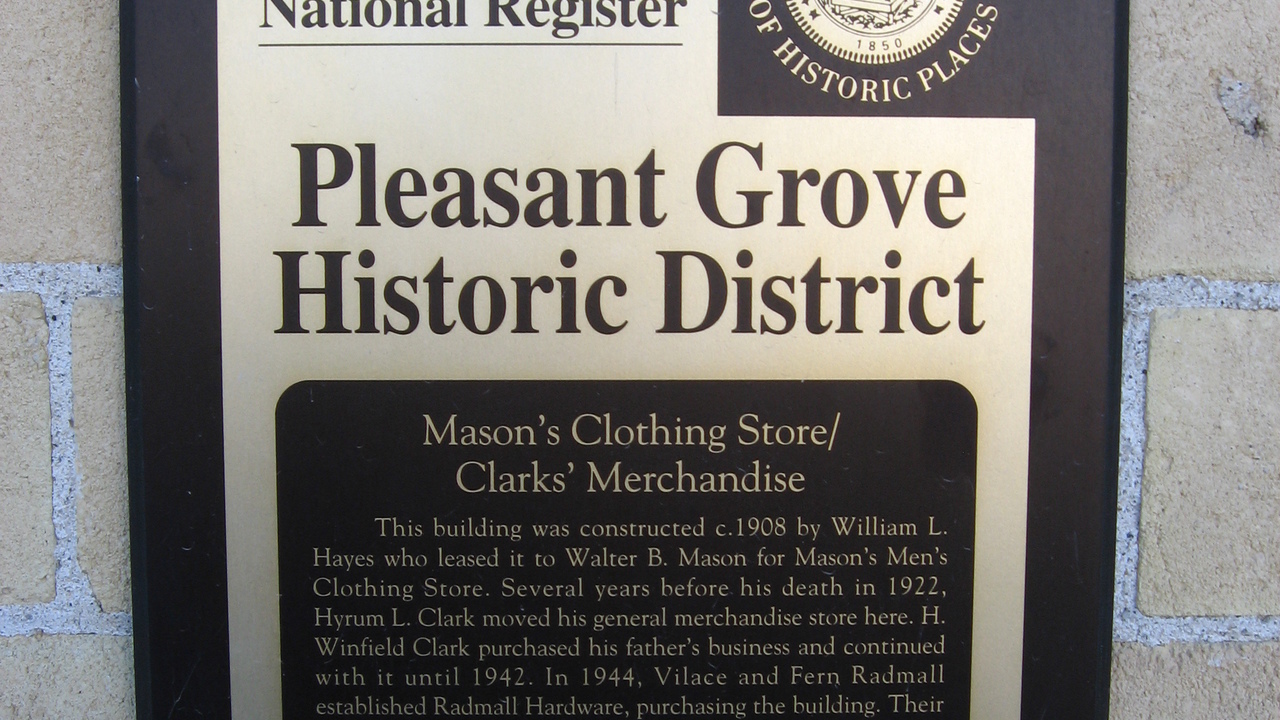 National Register
1850
OF HISTORIC PLACES
Pleasant Grove
Historic District
Mason's Clothing Store/
Clarks' Merchandise
This building was constructed c.1908 by William L.
Hayes who leased it to Walter B. Mason for Mason's Men's
Clothing Store. Several years before his death in 1922,
Hyrum L. Clark moved his general merchandise store here. H.
Winfield Clark purchased his father's business and continued
with it until 1942. In 1944, Vilace and Fern Radmall
established Radmall Hardware, purchasing the building. Their